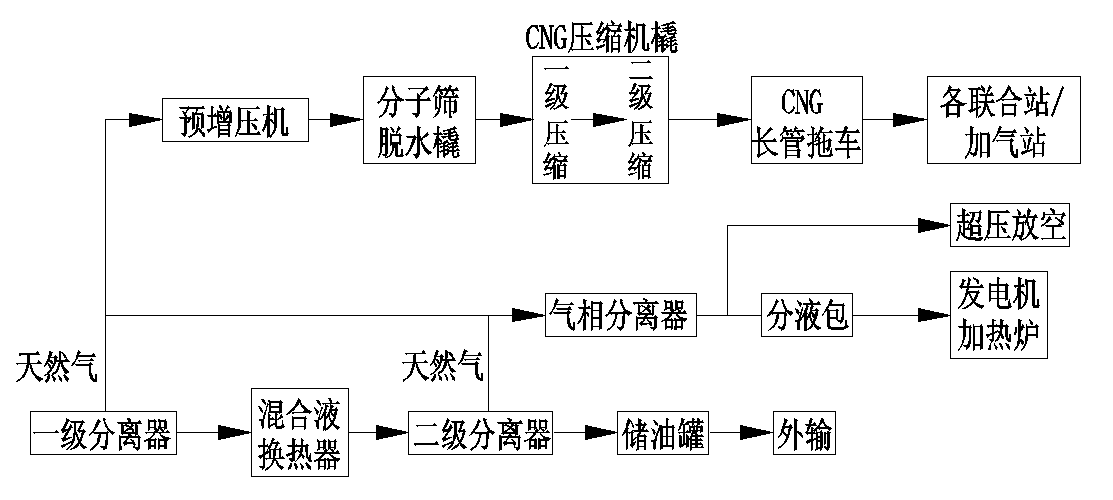 CNG压缩机橇
预增压机
分子筛
脱水橇
一级压缩
二级压缩
CNG
长管拖车
各联合站/
加气站
超压放空
气相分离器
分液包
发电机
加热炉
天然气
天然气
一级分离器
混合液
换热器
二级分离器
储油罐
外输